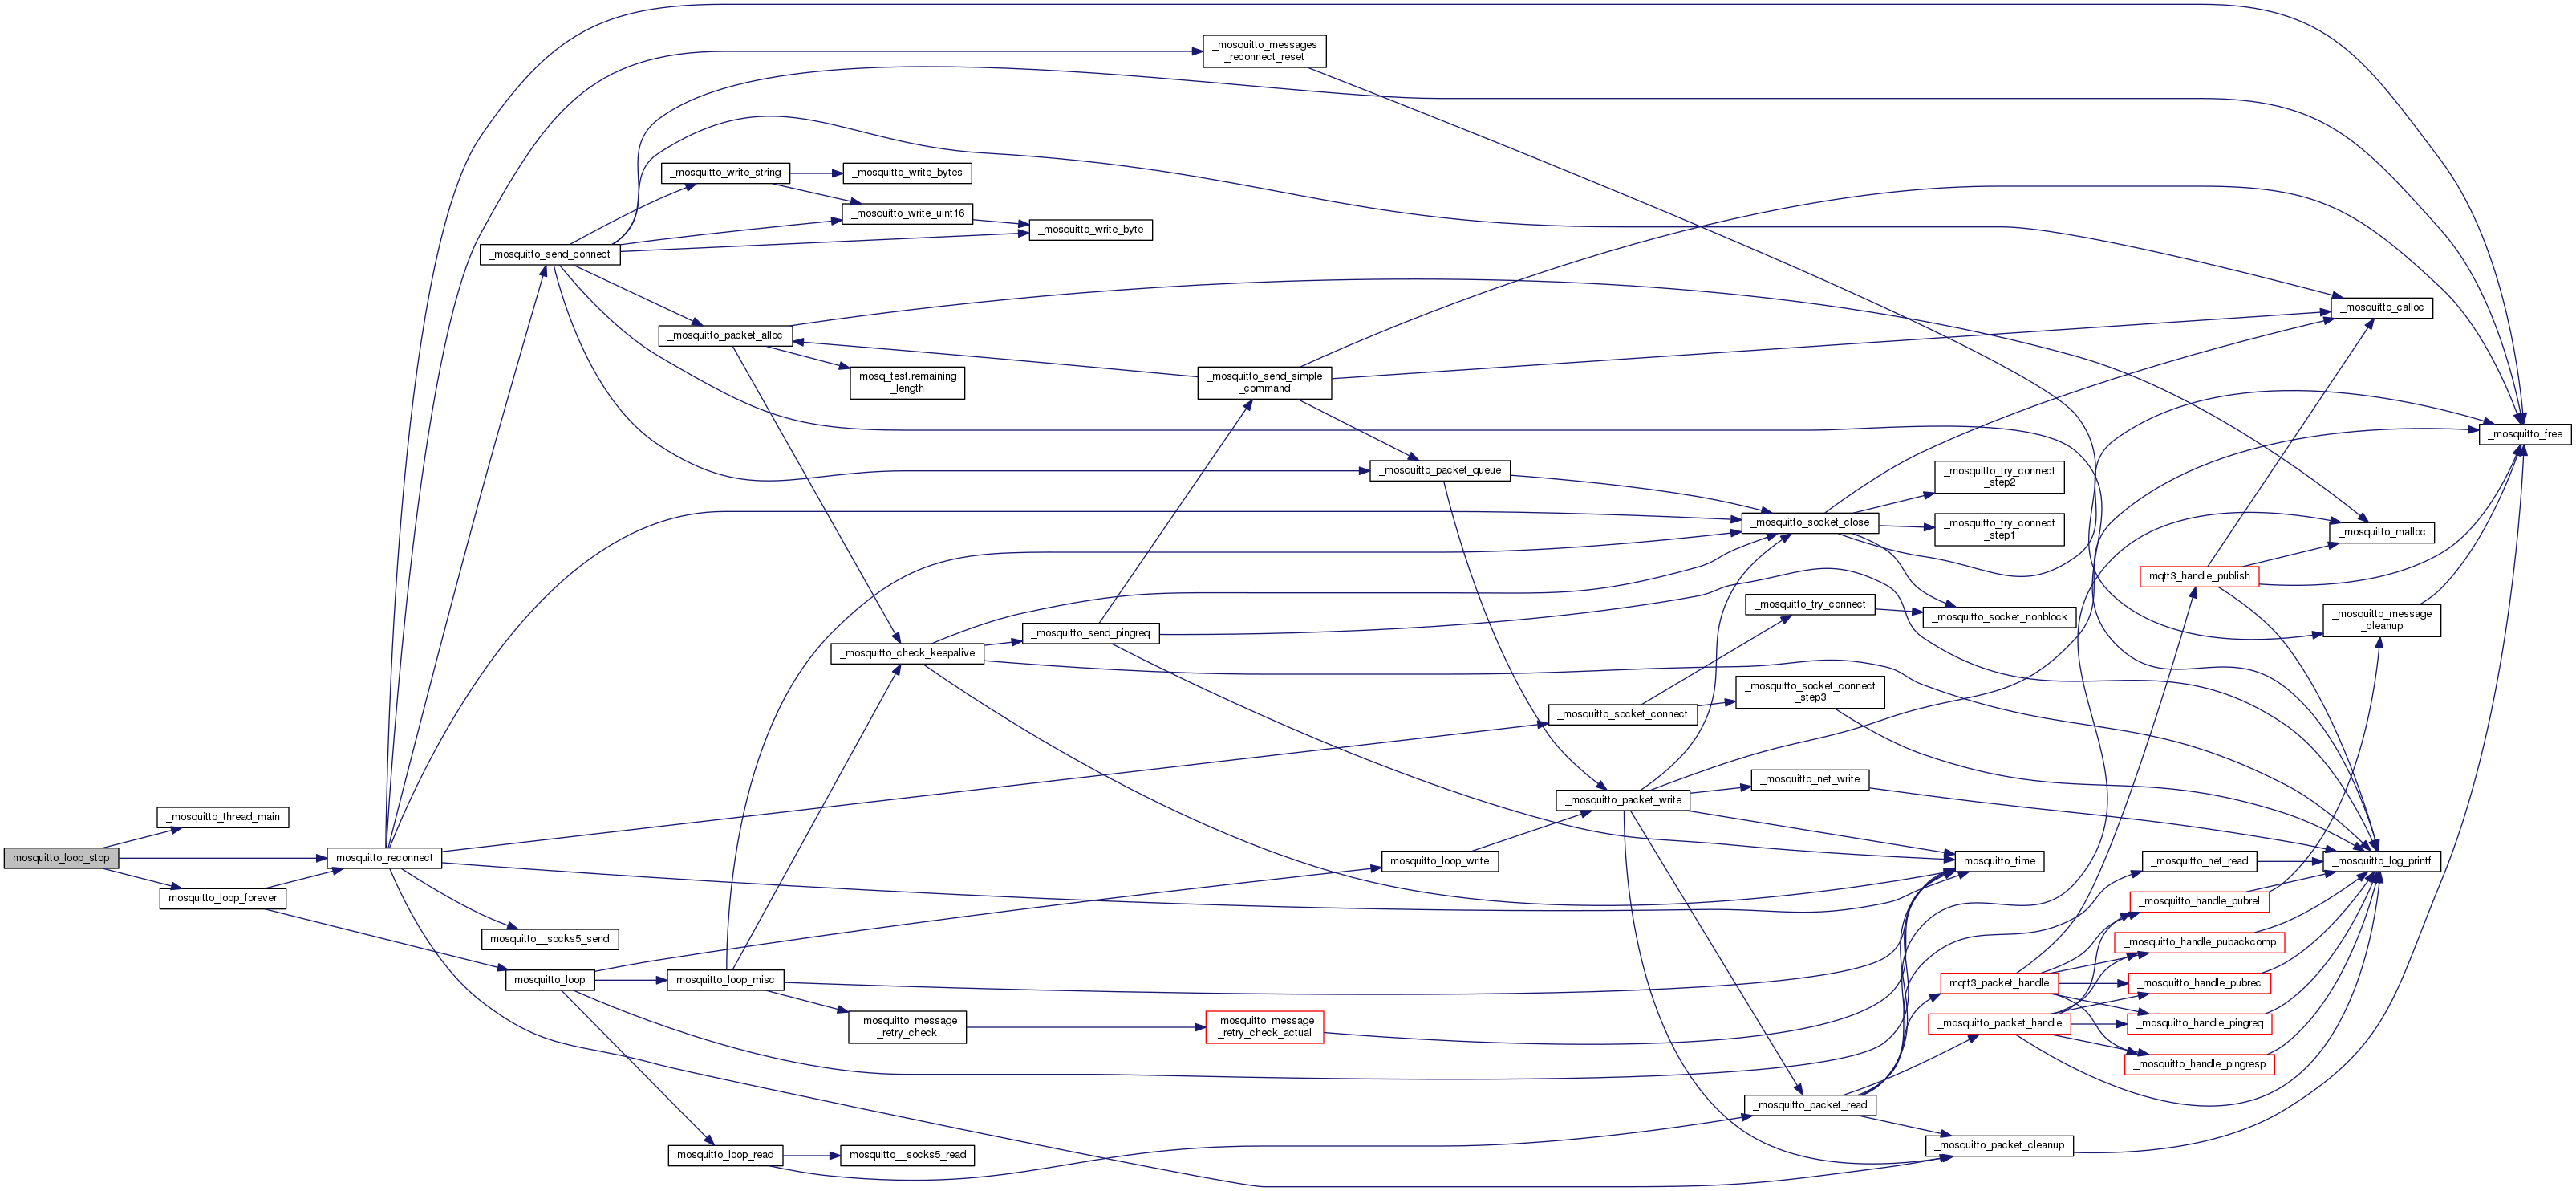 mosquitto_loop_stop
_mosquitto_thread_main
mosquitto_loop_forever
mosquitto_reconnect
_mosquitto_send_connect
mosquitto__socks5_send
mosquitto_loop
_mosquitto_write_string
_mosquitto_packet_alloc
mosquitto_loop_misc
mosquitto_loop_read
_mosquitto_write_bytes
_mosquitto_write_uint16
mosq_test.remaining
_length
_mosquitto_check_keepalive
_mosquitto_message
_retry_check
mosquitto__socks5_read
_mosquitto_write_byte
_mosquitto_send_pingreq
_mosquitto_messages
_reconnect_reset
_mosquitto_send_simple
_command
_mosquitto_message
_retry_check_actual
_mosquitto_packet_queue
mosquitto_loop_write
_mosquitto_socket_connect
_mosquitto_packet_write
_mosquitto_socket_close
_mosquitto_try_connect
_mosquitto_socket_connect
_step3
_mosquitto_net_write
_mosquitto_packet_read
_mosquitto_try_connect
_step2
_mosquitto_try_connect
_step1
_mosquitto_socket_nonblock
mosquitto_time
mqtt3_packet_handle
_mosquitto_packet_handle
_mosquitto_packet_cleanup
mqtt3_handle_publish
_mosquitto_net_read
_mosquitto_handle_pubrel
_mosquitto_handle_pubackcomp
_mosquitto_handle_pubrec
_mosquitto_handle_pingreq
_mosquitto_handle_pingresp
_mosquitto_calloc
_mosquitto_malloc
_mosquitto_message
_cleanup
_mosquitto_log_printf
_mosquitto_free